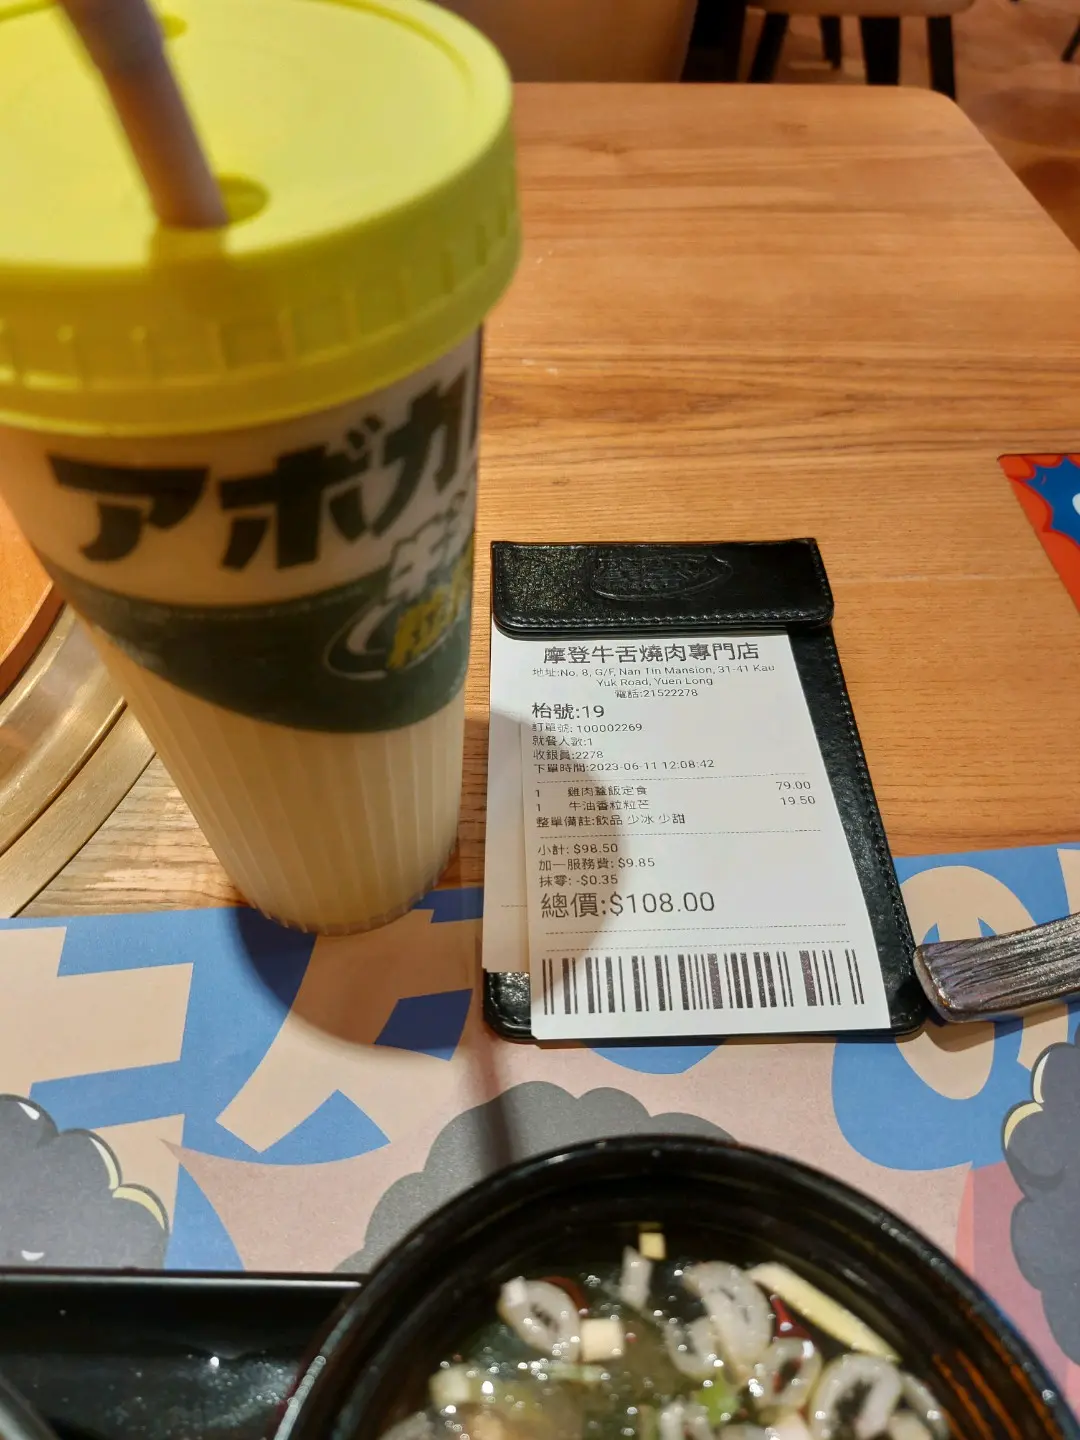 アボカ
摩登牛舌燒肉專門店
地址:No. 8, G/F, Nan Tin Mansion, 31-41 Kau
Yuk Road, Yuen Long
電話:21522278
枱號:19
訂單號: 100002269
就餐人數:1
收銀員:2278
下單時間:2023-06-11 12:08:42
1 雞肉蓋飯定食 79.00
1 牛油香粒粒芒 19.50
整單備註:飲品 少冰 少甜
小計: $98.50
加一服務費: $9.85
抹零: -$0.35
總價:$108.00